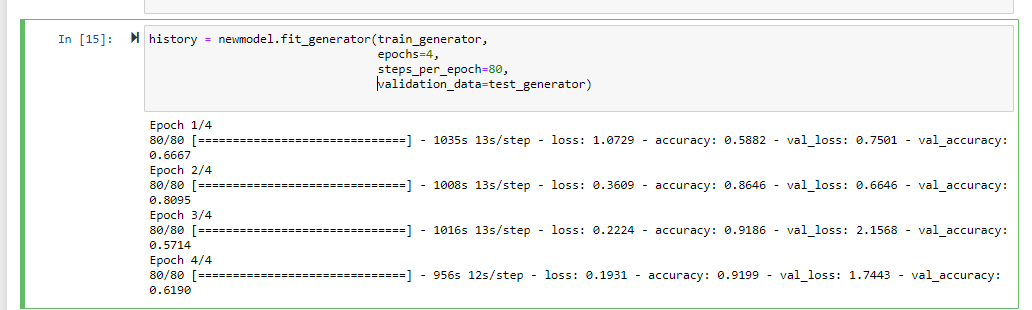 In [15]:
history = newmodel.fit_generator(train_generator,
epochs=4,
steps_per_epoch=80,
validation_data=test_generator)
Epoch 1/4
80/80 [==============================] - 1035s 13s/step - loss: 1.0729 - accuracy: 0.5882 - val_loss: 0.7501 - val_accuracy:
0.6667
Epoch 2/4
80/80 [==============================] - 1008s 13s/step - loss: 0.3609 - accuracy: 0.8646 - val_loss: 0.6646 - val_accuracy:
0.8095
Epoch 3/4
80/80 [==============================] - 1016s 13s/step - loss: 0.2224 - accuracy: 0.9186 - val_loss: 2.1568 - val_accuracy:
0.5714
Epoch 4/4
80/80 [==============================] - 956s 12s/step - loss: 0.1931 - accuracy: 0.9199 - val_loss: 1.7443 - val_accuracy:
0.6190